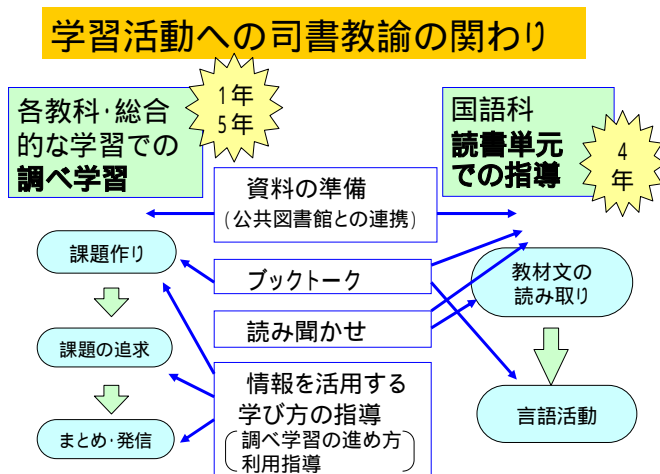 学習活動への司書教諭の関わり
各教科・総合
的な学習での
調べ学習
1年
5年
国語科
読書単元
での指導
4
年
資料の準備
(公共図書館との連携)
課題作り
ブックトーク
教材文の
読み取り
読み聞かせ
課題の追求
情報を活用する
学び方の指導
調べ学習の進め方
利用指導
言語活動
まとめ・発信